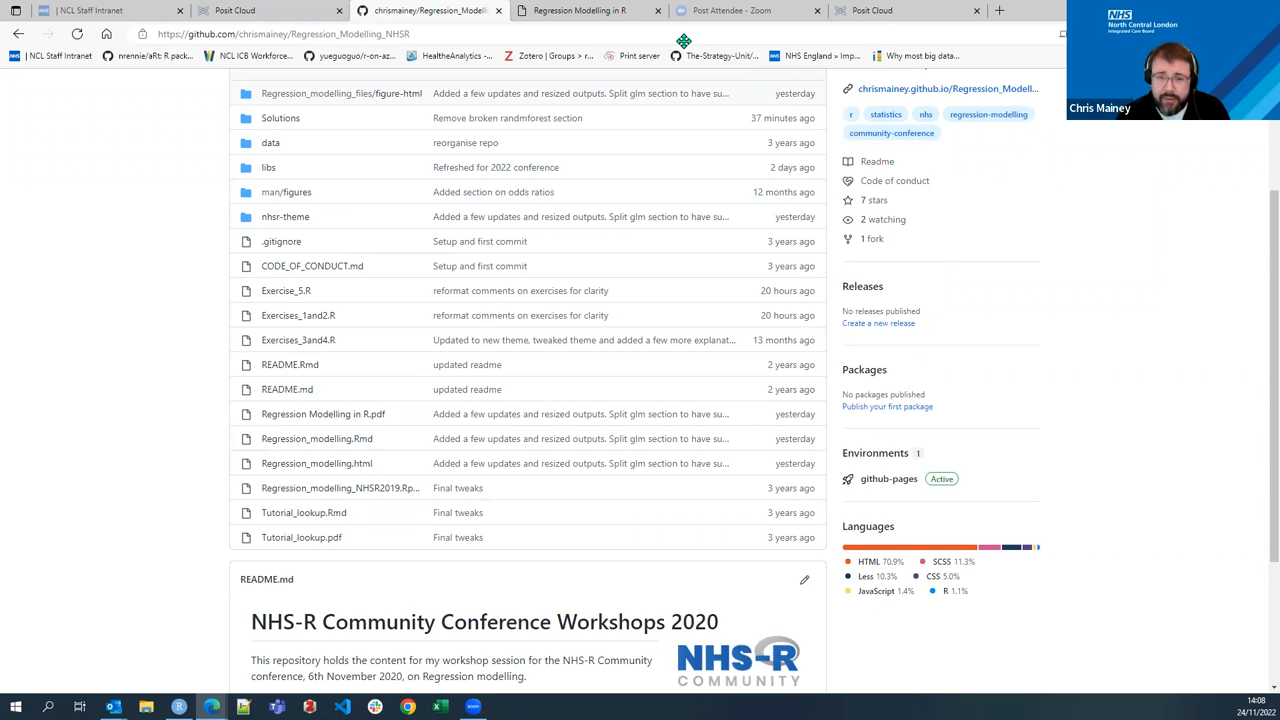 Posit Cloud
Posit Cloud
chrismainey/Regression_Modelli
Regression Modelling in R
Post Attendee - Zoom
Posit Cloud
https://github.com/chrismainey/Regression_Modelling_NHSR
| NCL Staff Intranet
nrennie/aRt: R pack...
NCL ICB Workforce...
yonicd/carbonate...
HealtheAnalytics -...
Zotero | Groups > r...
Print server
The-Strategy-Unit/...
NHS England » Imp...
Why most big data...
NHS
North Central London
Integrated Care Board
Chris Mainey
Regression_modelling_files/figure-html Added a few updates and resized outputs. Split glm section to have su... yesterday
Solutions Remove broken randmforest section 37 minutes ago
data reorganise repo 3 years ago
libs Refreshed for 2022 conference 2 days ago
man/figures Added section on odds ratios 12 months ago
nhsr-theme Added a few updates and resized outputs. Split glm section to have su... yesterday
.gitignore Setup and first commit 3 years ago
CODE_OF_CONDUCT.md Setup and first commit 3 years ago
Exercise_5.R reformat comments on exercises for clarity 20 hours ago
Exercises_1and2.R reformat comments on exercises for clarity 20 hours ago
Exercises_3and4.R Updated to new theme, tweaked theme and added a few more explanat... 13 months ago
README.Rmd updated readme 2 years ago
README.md updated readme 2 years ago
Regression Modelling in R.pdf Added a few updates and resized outputs. Split glm section to have su... yesterday
Regression_modelling.Rmd Added a few updates and resized outputs. Split glm section to have su... yesterday
Regression_modelling.html Added a few updates and resized outputs. Split glm section to have su... yesterday
Regression_modelling_NHSR2019.Rp... Final tweaks 3 years ago
Tutorial_lookup.Rmd Final tweaks 3 years ago
Tutorial_lookup.pdf Final tweaks 3 years ago
README.md
NHS-R Community Conference Workshops 2020
This repository holds the content for my workshop session for the NHS-R Community
conference, 6th November 2020, on Regression modelling.
NHS-R
COMMUNITY
chrismainey.github.io/Regression_Modell...
r statistics nhs regression-modelling
community-conference
Readme
Code of conduct
7 stars
2 watching
1 fork
Releases
No releases published
Create a new release
Packages
No packages published
Publish your first package
Environments 1
github-pages Active
Languages
HTML 70.9% SCSS 11.3%
Less 10.3% CSS 5.0%
JavaScript 1.4% R 1.1%
14:08
24/11/2022